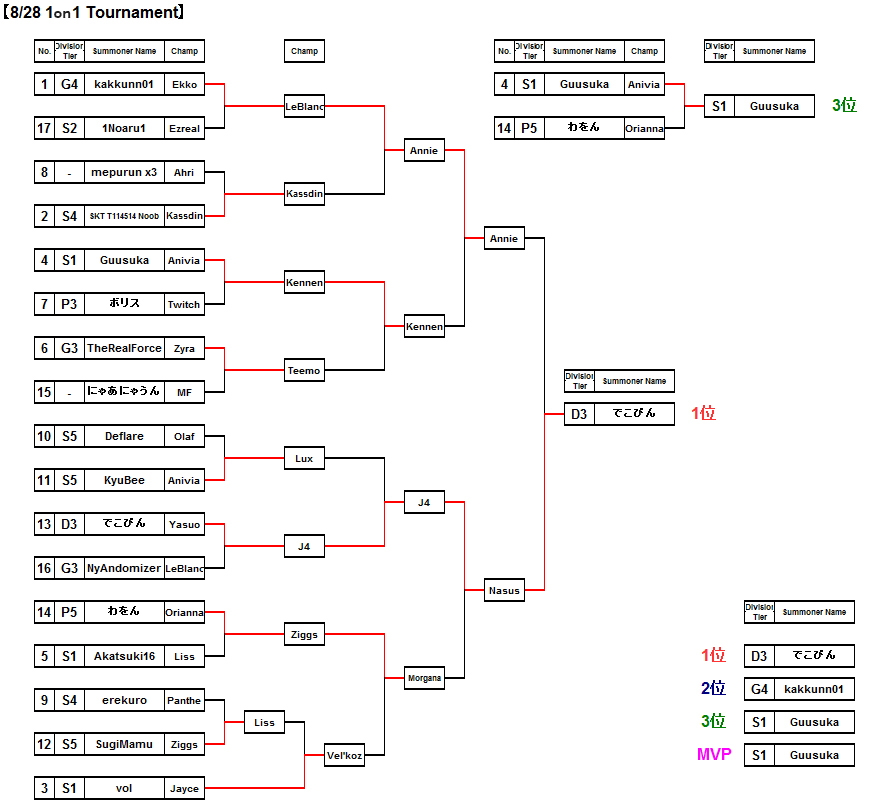 【8/28 1on1 Tournament】
No. Division Tier Summoner Name Champ
Champ
No. Division Tier Summoner Name Champ
Division Tier Summoner Name
1 G4 kakkunn01 Ekko
4 S1 Guusuka Anivia
LeBlanc
S1 Guusuka 3位
17 S2 1Noaru1 Ezreal
14 P5 わをん Orianna
Annie
8 - mepurun x3 Ahri
Kassdin
2 S4 SKT T114514 Noob Kassdin
Annie
4 S1 Guusuka Anivia
Kennen
7 P3 ボリス Twitch
Kennen
6 G3 TheRealForce Zyra
Teemo
Division Tier Summoner Name
15 - にゃあにゃうん MF
D3 でこぴん 1位
10 S5 Deflare Olaf
Lux
11 S5 KyuBee Anivia
J4
13 D3 でこぴん Yasuo
J4
16 G3 NyAndomizer LeBlanc
Nasus
14 P5 わをん Orianna
Division Tier Summoner Name
Ziggs
5 S1 Akatsuki16 Liss
1位 D3 でこぴん
Morgana
2位 G4 kakkunn01
9 S4 erekuro Panthe
Liss
3位 S1 Guusuka
12 S5 SugiMamu Ziggs
Vel'koz
MVP S1 Guusuka
3 S1 vol Jayce